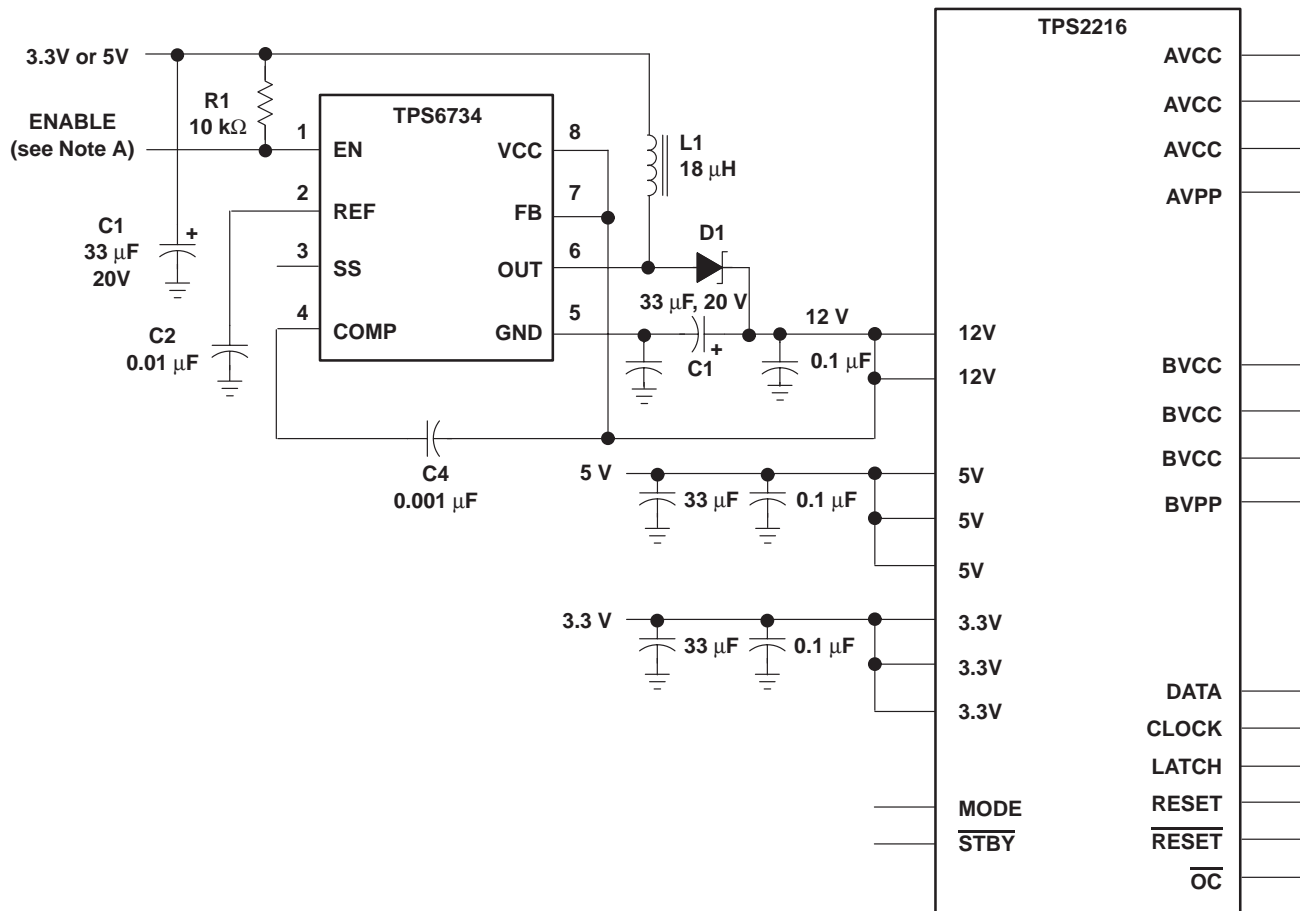 TPS2216
3.3V or 5V
ENABLE
(see Note A)
R1
10 kΩ
C1
33 μF
20V
C2
0.01 μF
TPS6734
1
EN
2
REF
3
SS
4
COMP
8
VCC
7
FB
6
OUT
5
GND
L1
18 μH
D1
33 μF, 20 V
C1
12 V
0.1 μF
C4
0.001 μF
5 V
33 μF
0.1 μF
3.3 V
33 μF
0.1 μF
12V
12V
5V
5V
5V
3.3V
3.3V
3.3V
MODE
STBY
AVCC
AVCC
AVCC
AVPP
BVCC
BVCC
BVCC
BVPP
DATA
CLOCK
LATCH
RESET
RESET
OC